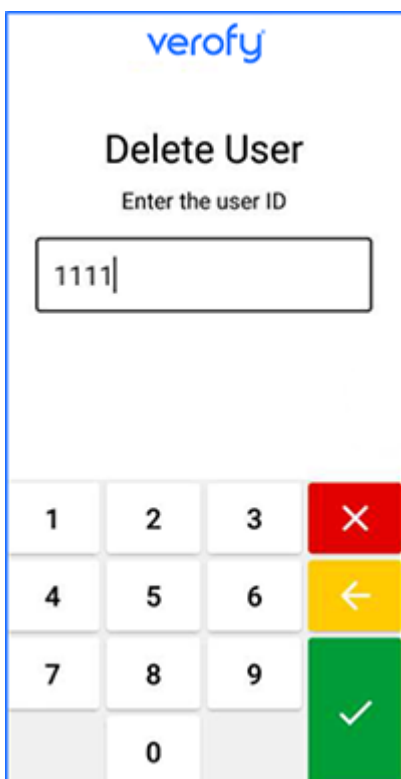 verofy
Delete User
Enter the user ID
1111
1 2 3
4 5 6
7 8 9
0